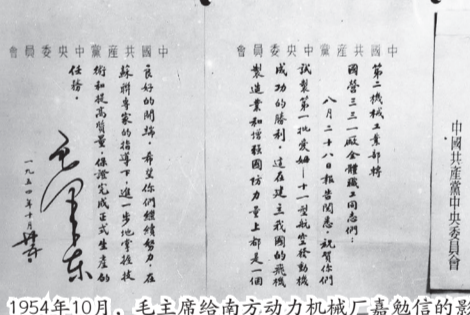 中國共產黨中央委員會
第二機械工業部轉
國營三三一廠全體職工同志們：
八月二十八日報告閱悉。祝賀你們
試製第一批愛姆—十一型航空發動機
成功的勝利。這在建立我國的飛機
製造業和增強國防力量上都是一個
中國共產黨中央委員會
良好的開端。希望你們繼續努力，在
蘇聯專家的指導下，進一步地掌握技
術和提高質量，保證完成正式生產的
任務。
毛澤東
一九五四年十月
中國共產黨中央委員會
1954年10月，毛主席给南方动力机械厂嘉勉信的影